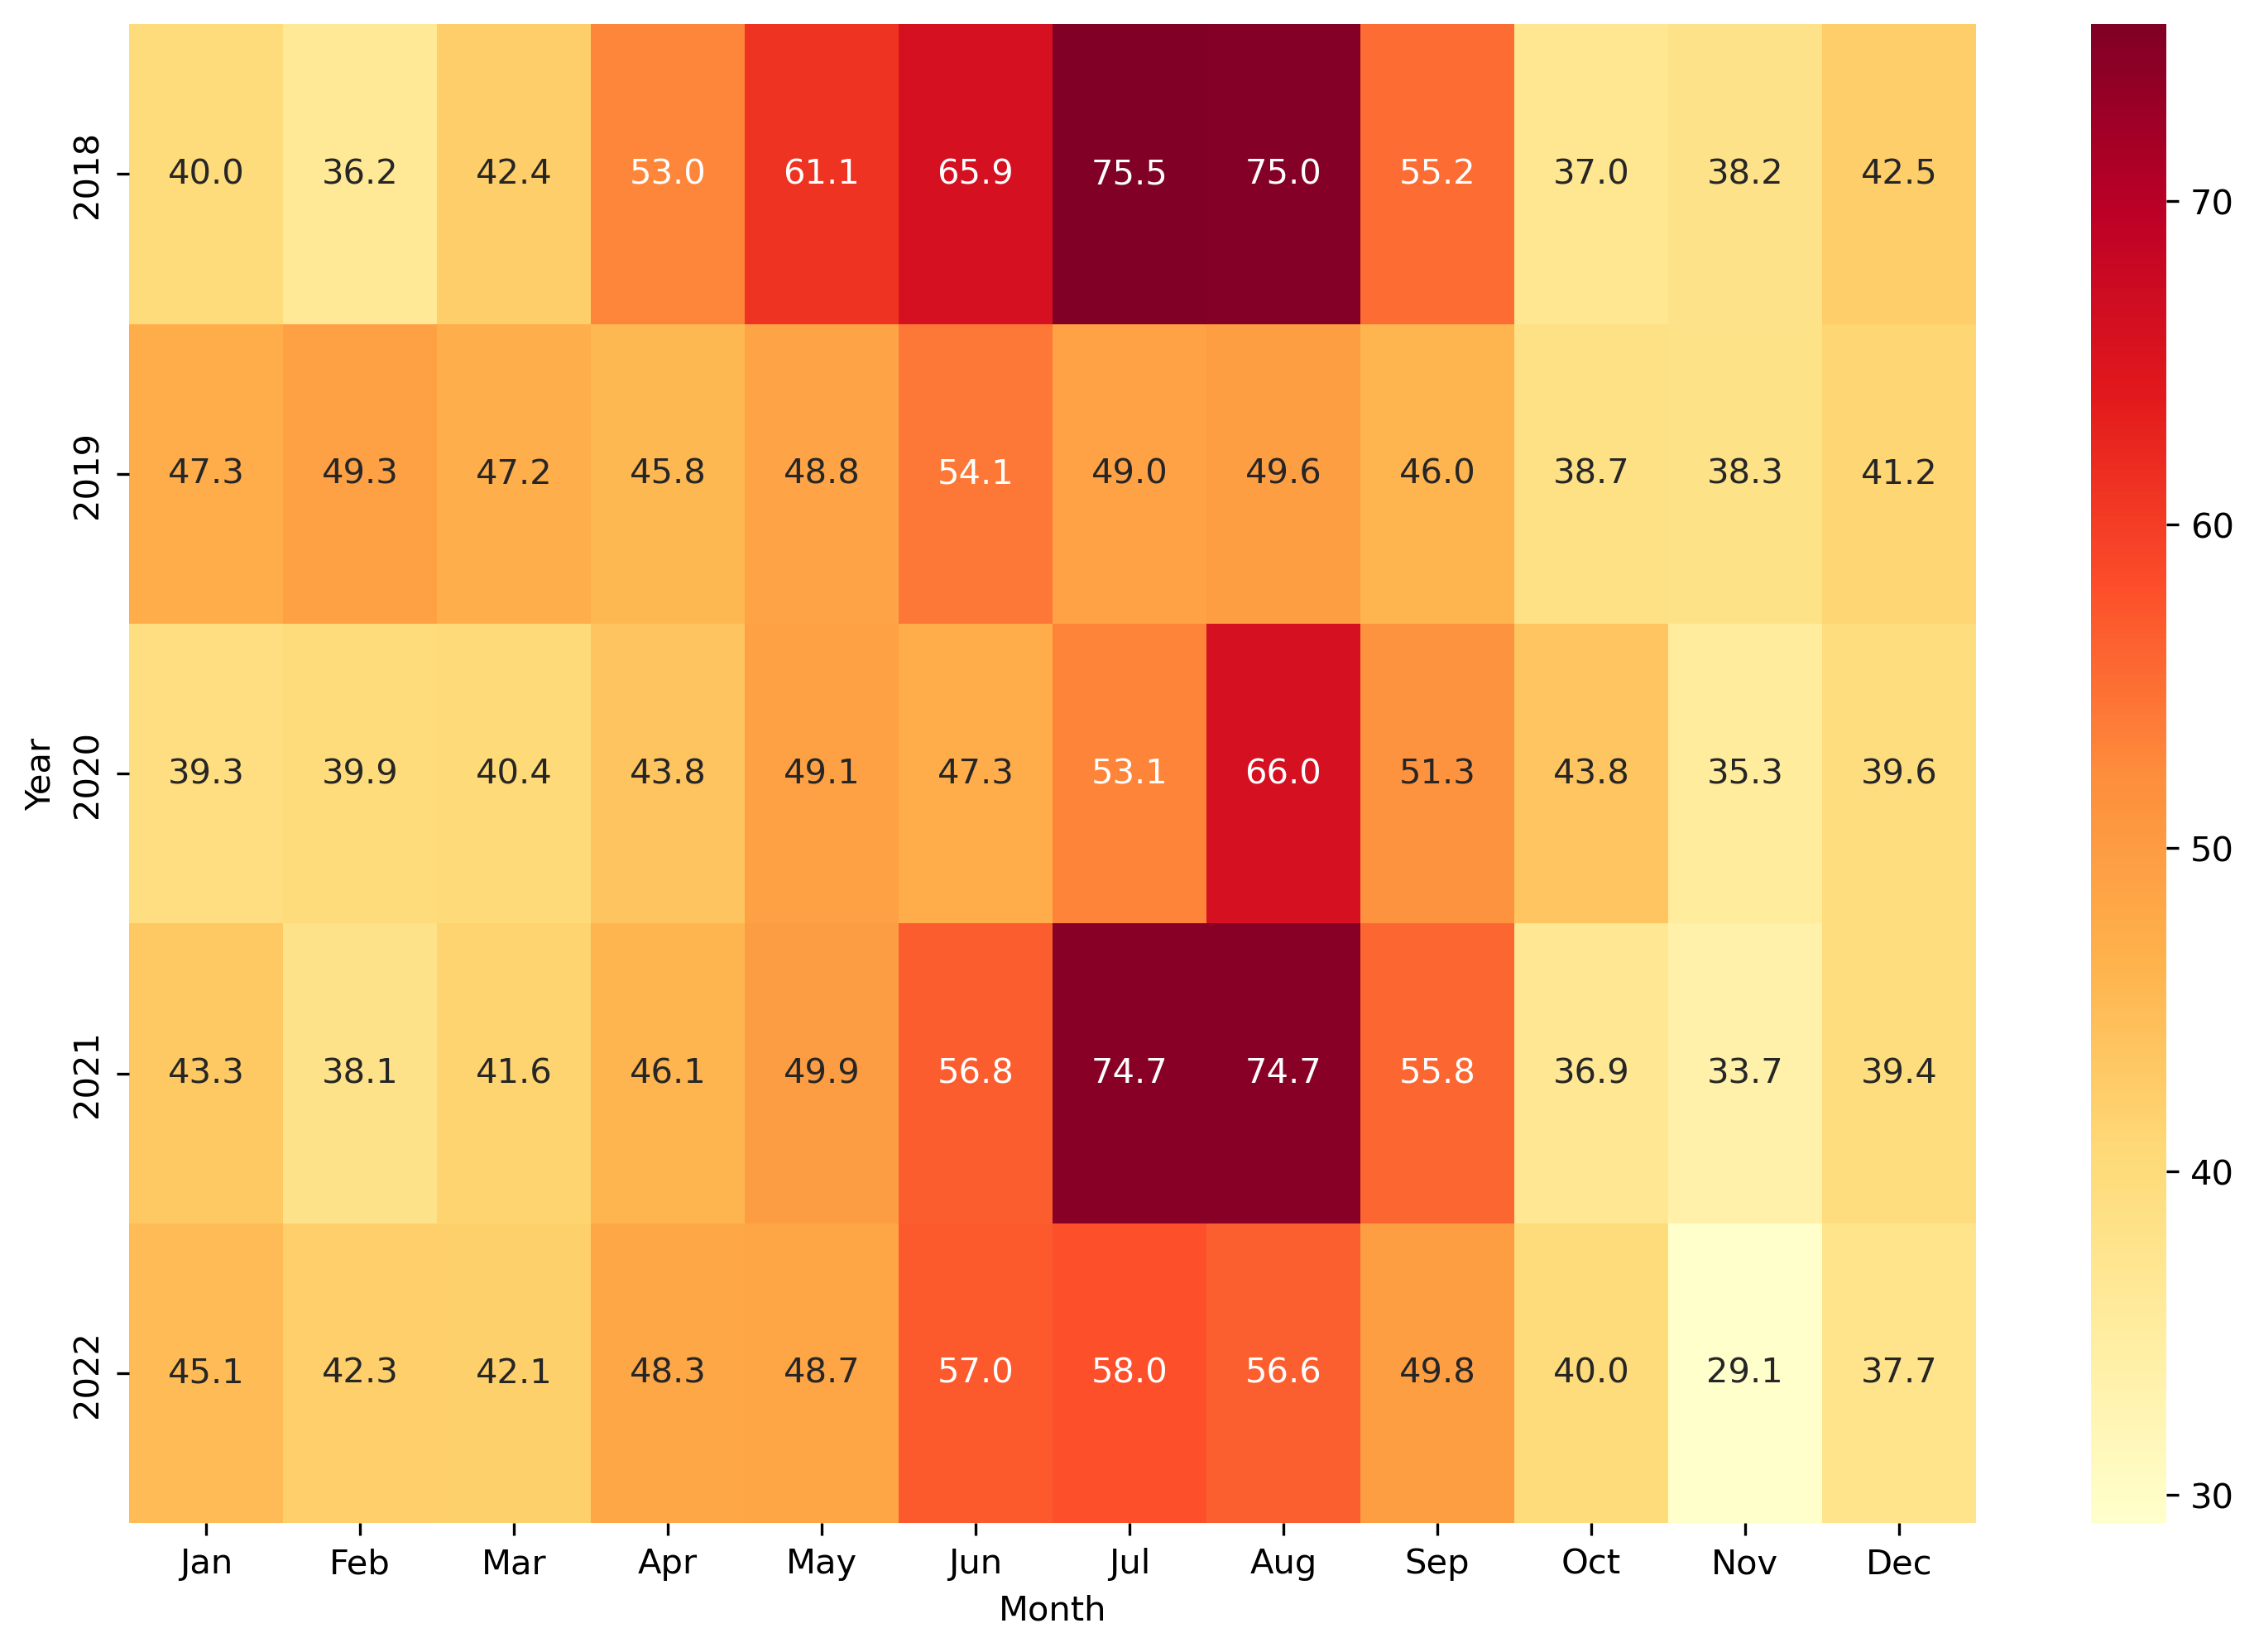 2018 40.0 36.2 42.4 53.0 61.1 65.9 75.5 75.0 55.2 37.0 38.2 42.5
2019 47.3 49.3 47.2 45.8 48.8 54.1 49.0 49.6 46.0 38.7 38.3 41.2
2020 39.3 39.9 40.4 43.8 49.1 47.3 53.1 66.0 51.3 43.8 35.3 39.6
2021 43.3 38.1 41.6 46.1 49.9 56.8 74.7 74.7 55.8 36.9 33.7 39.4
2022 45.1 42.3 42.1 48.3 48.7 57.0 58.0 56.6 49.8 40.0 29.1 37.7
Year
Jan Feb Mar Apr May Jun Jul Aug Sep Oct Nov Dec
Month
70
60
50
40
30